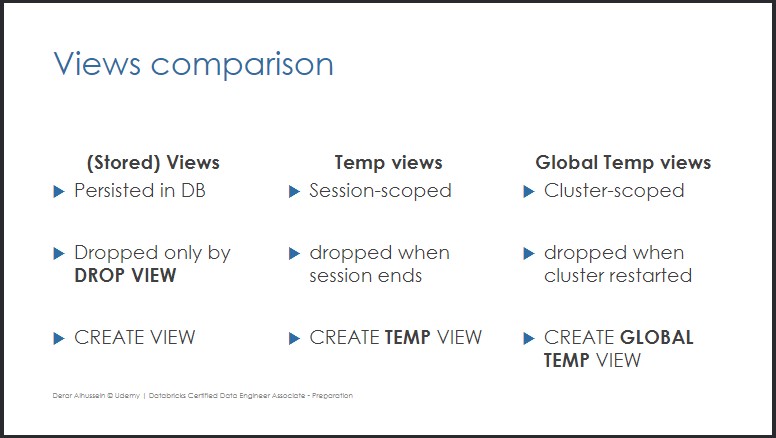 Views comparison
(Stored) Views
Persisted in DB
Dropped only by
DROP VIEW
CREATE VIEW
Temp views
Session-scoped
dropped when
session ends
CREATE TEMP VIEW
Global Temp views
Cluster-scoped
dropped when
cluster restarted
CREATE GLOBAL
TEMP VIEW
Derar Alhussein © Udemy | Databricks Certified Data Engineer Associate - Preparation